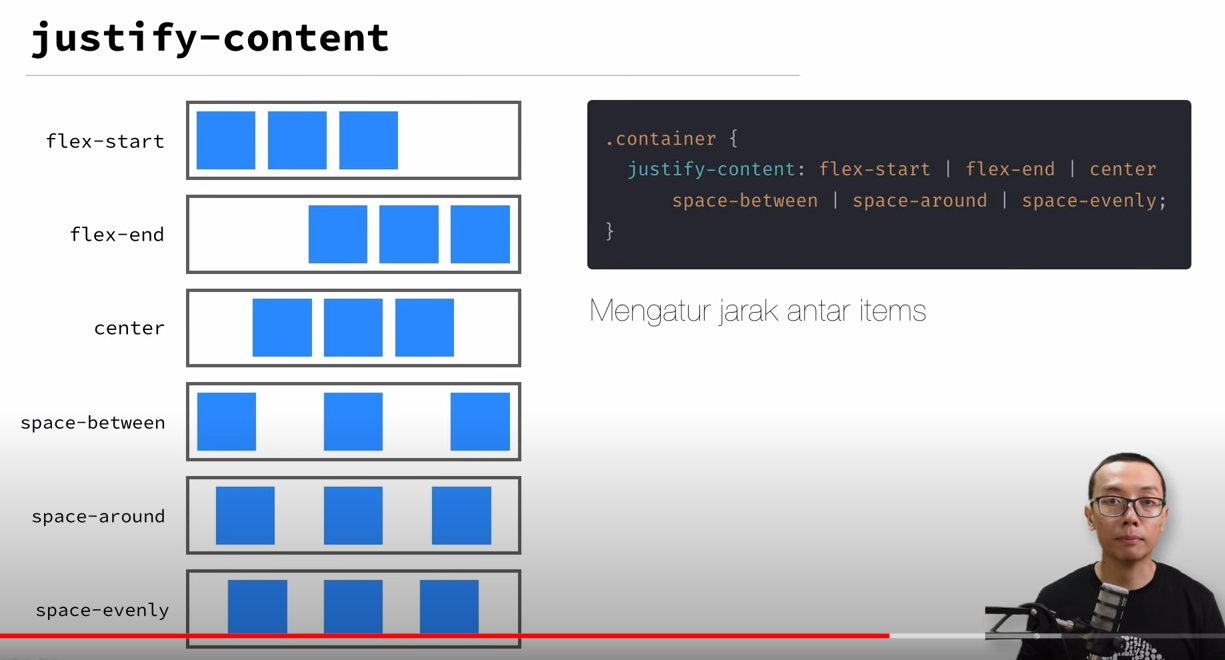 justify-content
flex-start
flex-end
center
space-between
space-around
space-evenly
.container {
justify-content: flex-start | flex-end | center
space-between | space-around | space-evenly;
}
Mengatur jarak antar items